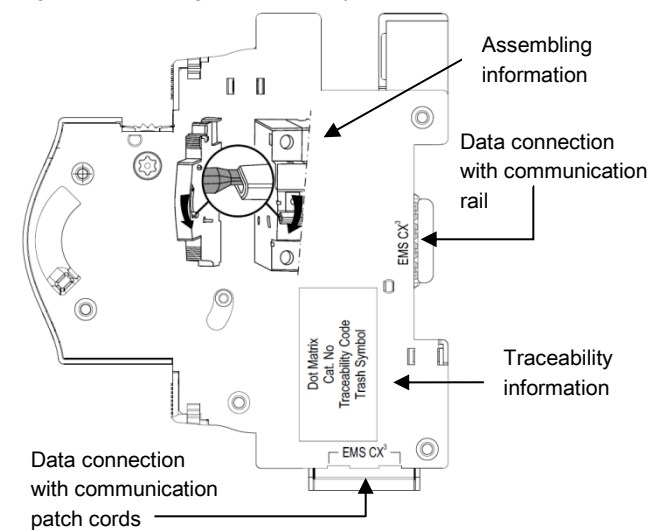 Assembling
information
Data connection
with communication
rail
EMS CX³
Dot Matrix
Cat. No
Traceability Code
Trash Symbol
Traceability
information
EMS CX³
Data connection
with communication
patch cords